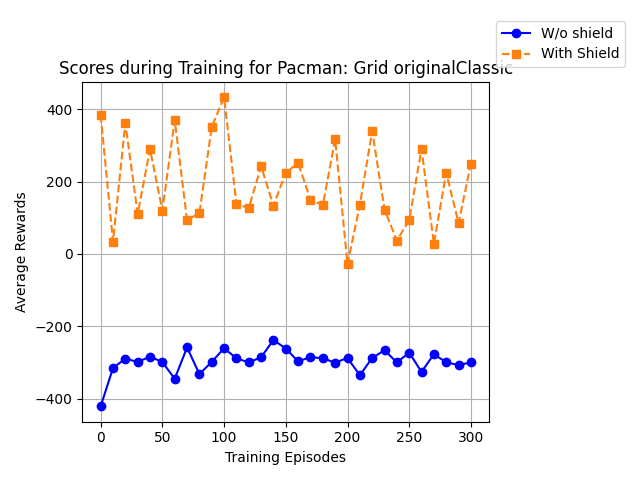 W/o shield
With Shield
Scores during Training for Pacman: Grid originalClassic
400
200
0
−200
−400
Average Rewards
0 50 100 150 200 250 300
Training Episodes